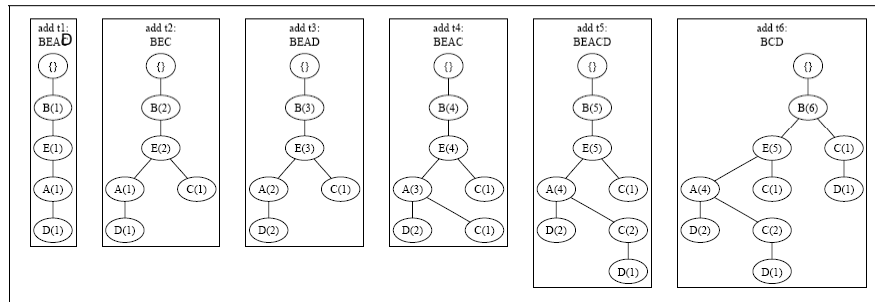 add t1:
BEAC D
{}
B(1)
E(1)
A(1)
D(1)
add t2:
BEC
{}
B(2)
E(2)
A(1) C(1)
D(1)
add t3:
BEAD
{}
B(3)
E(3)
A(2) C(1)
D(2)
add t4:
BEAC
{}
B(4)
E(4)
A(3) C(1)
D(2) C(1)
add t5:
BEACD
{}
B(5)
E(5)
A(4) C(1)
D(2) C(2)
D(1)
add t6:
BCD
{}
B(6)
E(5) C(1)
A(4) C(1) D(1)
D(2) C(2)
D(1)